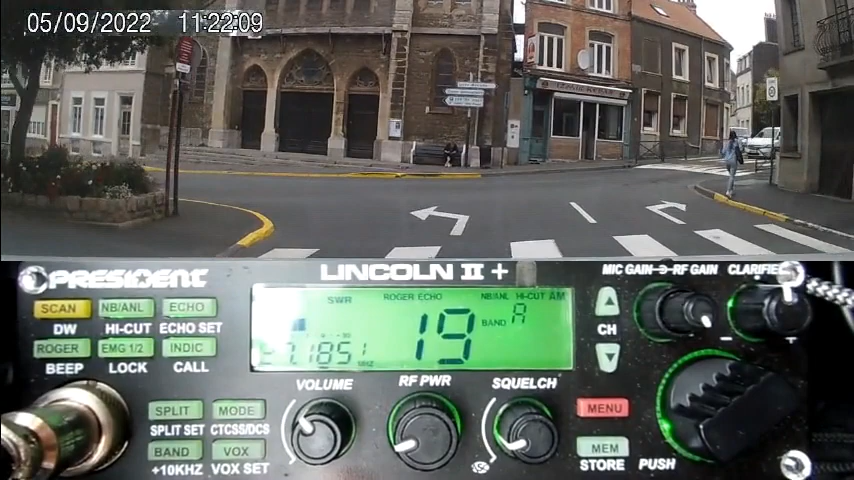 05/09/2022 11:22:09
PRESIDENT
LINCOLN II +
MIC GAIN RF GAIN CLARIFIER
SCAN NB/ANL ECHO
DW HI-CUT ECHO SET
ROGER EMG 1/2 INDIC
BEEP LOCK CALL
SWR ROGER ECHO NB/ANL HI-CUT AM
19 BAND A
27.1851 MHZ
CH
VOLUME RF PWR SQUELCH
SPLIT MODE
SPLIT SET CTCSS/DCS
BAND VOX
+10KHZ VOX SET
MENU
MEM
STORE PUSH